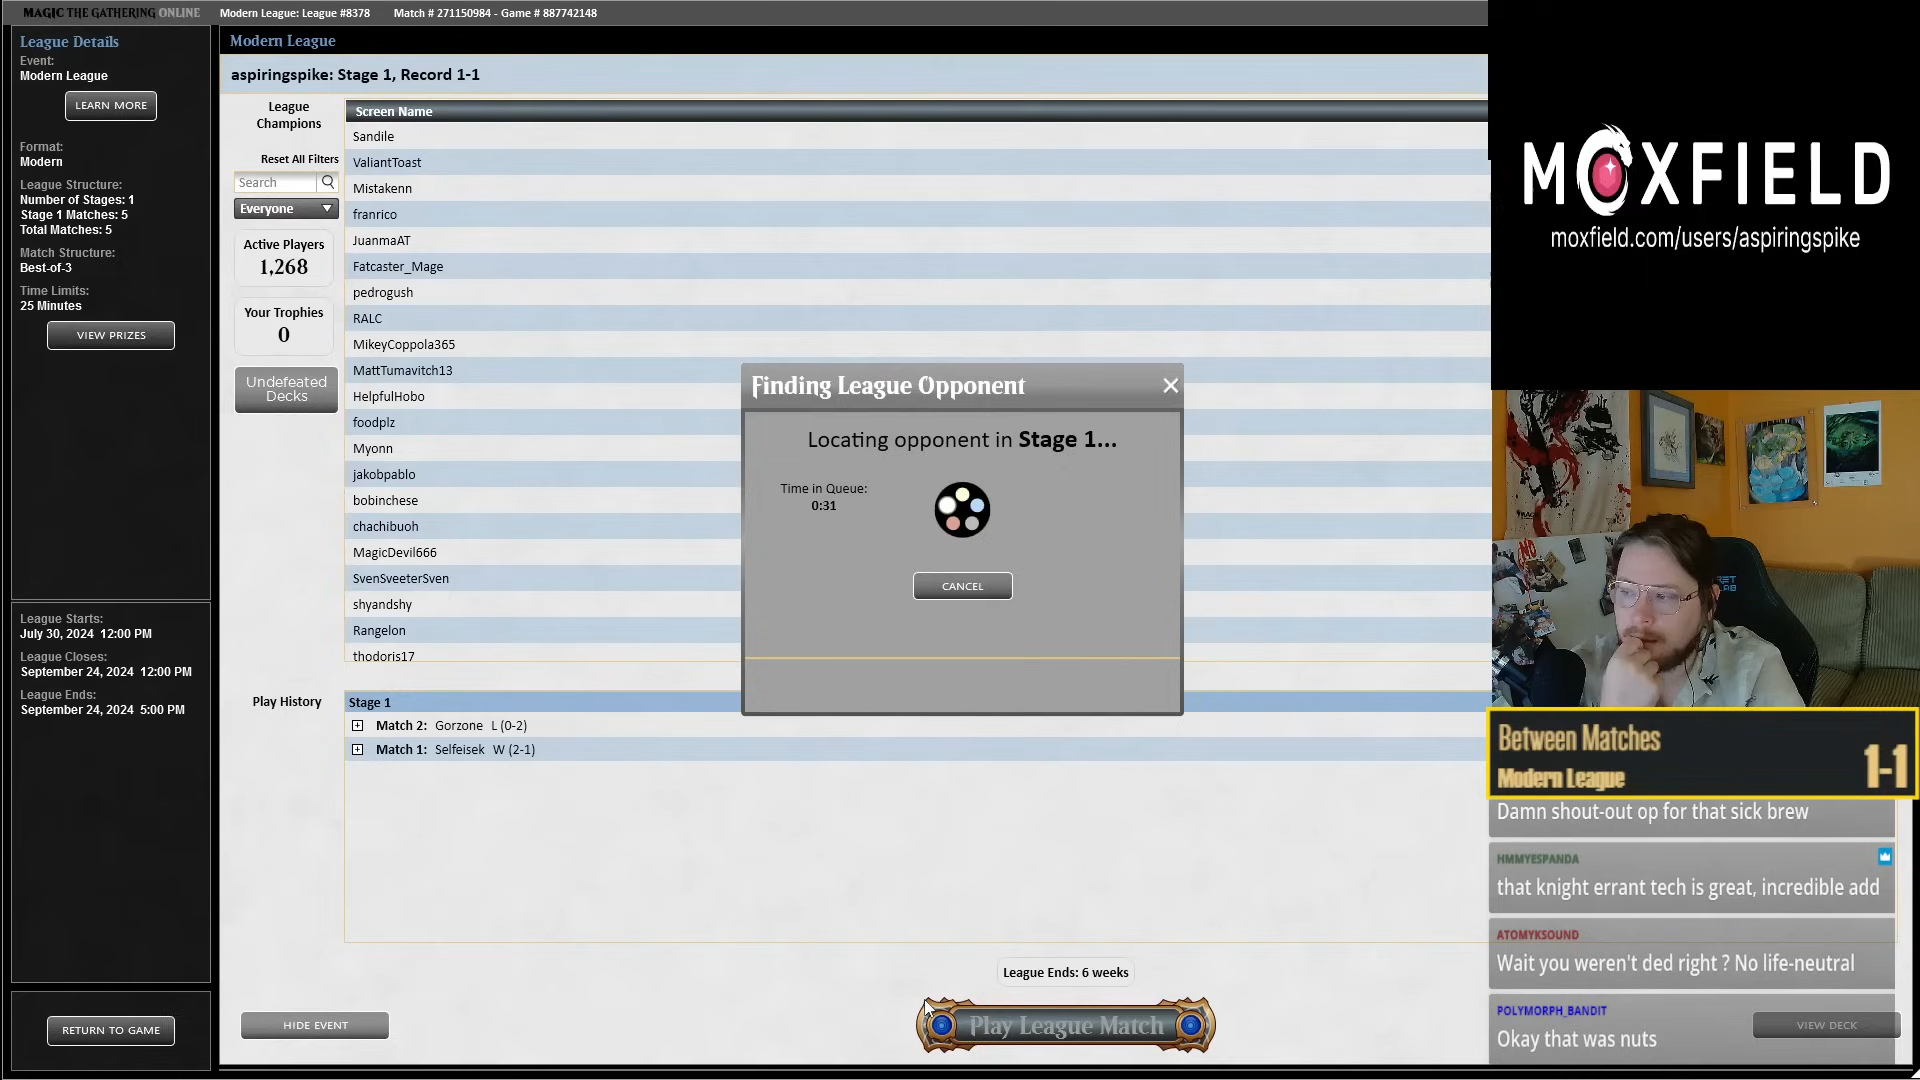 MAGIC THE GATHERING ONLINE
Modern League: League #8378
Match # 271150984 - Game # 887742148
League Details
Event:
Modern League
LEARN MORE
Format:
Modern
League Structure:
Number of Stages: 1
Stage 1 Matches: 5
Total Matches: 5
Match Structure:
Best-of-3
Time Limits:
25 Minutes
VIEW PRIZES
League Starts:
July 30, 2024 12:00 PM
League Closes:
September 24, 2024 12:00 PM
League Ends:
September 24, 2024 5:00 PM
RETURN TO GAME
Modern League
aspiringspike: Stage 1, Record 1-1
League
Champions
Reset All Filters
Search
Everyone
Active Players
1,268
Your Trophies
0
Undefeated
Decks
Screen Name
Sandile
ValiantToast
Mistakenn
franrico
JuanmaAT
Fatcaster_Mage
pedrogush
RALC
MikeyCoppola365
MattTumavitch13
HelpfulHobo
foodplz
Myonn
jakobpablo
bobinchese
chachibuoh
MagicDevil666
SvenSveeterSven
shyandshy
Rangelon
thodoris17
Finding League Opponent
Locating opponent in Stage 1...
Time in Queue:
0:31
CANCEL
Play History
Stage 1
Match 2: Gorzone L (0-2)
Match 1: Selfeisek W (2-1)
League Ends: 6 weeks
HIDE EVENT
Play League Match
MOXFIELD
moxfield.com/users/aspiringspike
Between Matches
Modern League
1-1
Damn shout-out op for that sick brew
HMMYESPANDA
that knight errant tech is great, incredible add
ATOMYKSOUND
Wait you weren't ded right ? No life-neutral
POLYMORPH_BANDIT
Okay that was nuts
VIEW DECK